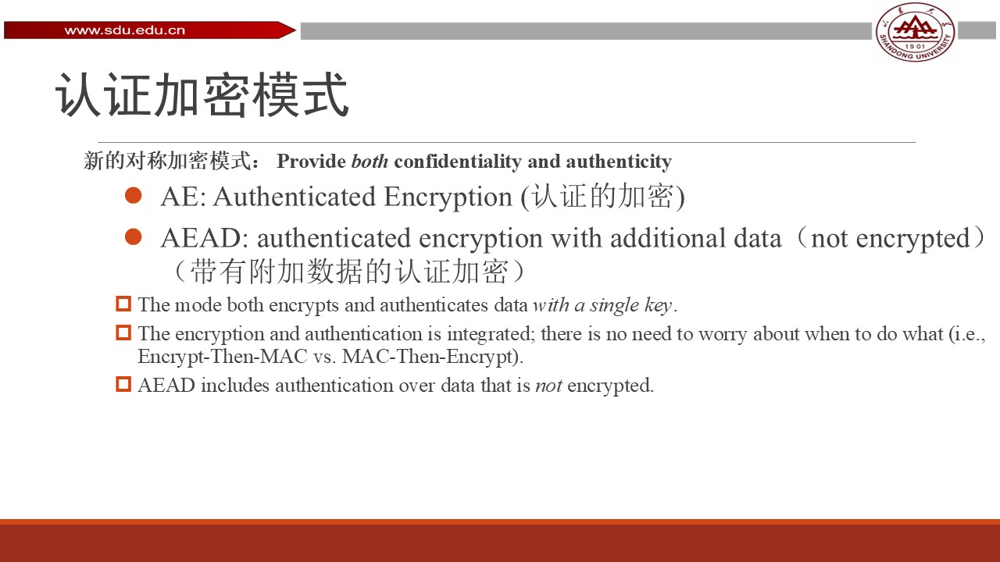 www.sdu.edu.cn
山東大學
SHANDONG UNIVERSITY
1901
认证加密模式
新的对称加密模式： Provide both confidentiality and authenticity
AE: Authenticated Encryption (认证的加密)
AEAD: authenticated encryption with additional data（not encrypted）
（带有附加数据的认证加密）
The mode both encrypts and authenticates data with a single key.
The encryption and authentication is integrated; there is no need to worry about when to do what (i.e.,
Encrypt-Then-MAC vs. MAC-Then-Encrypt).
AEAD includes authentication over data that is not encrypted.